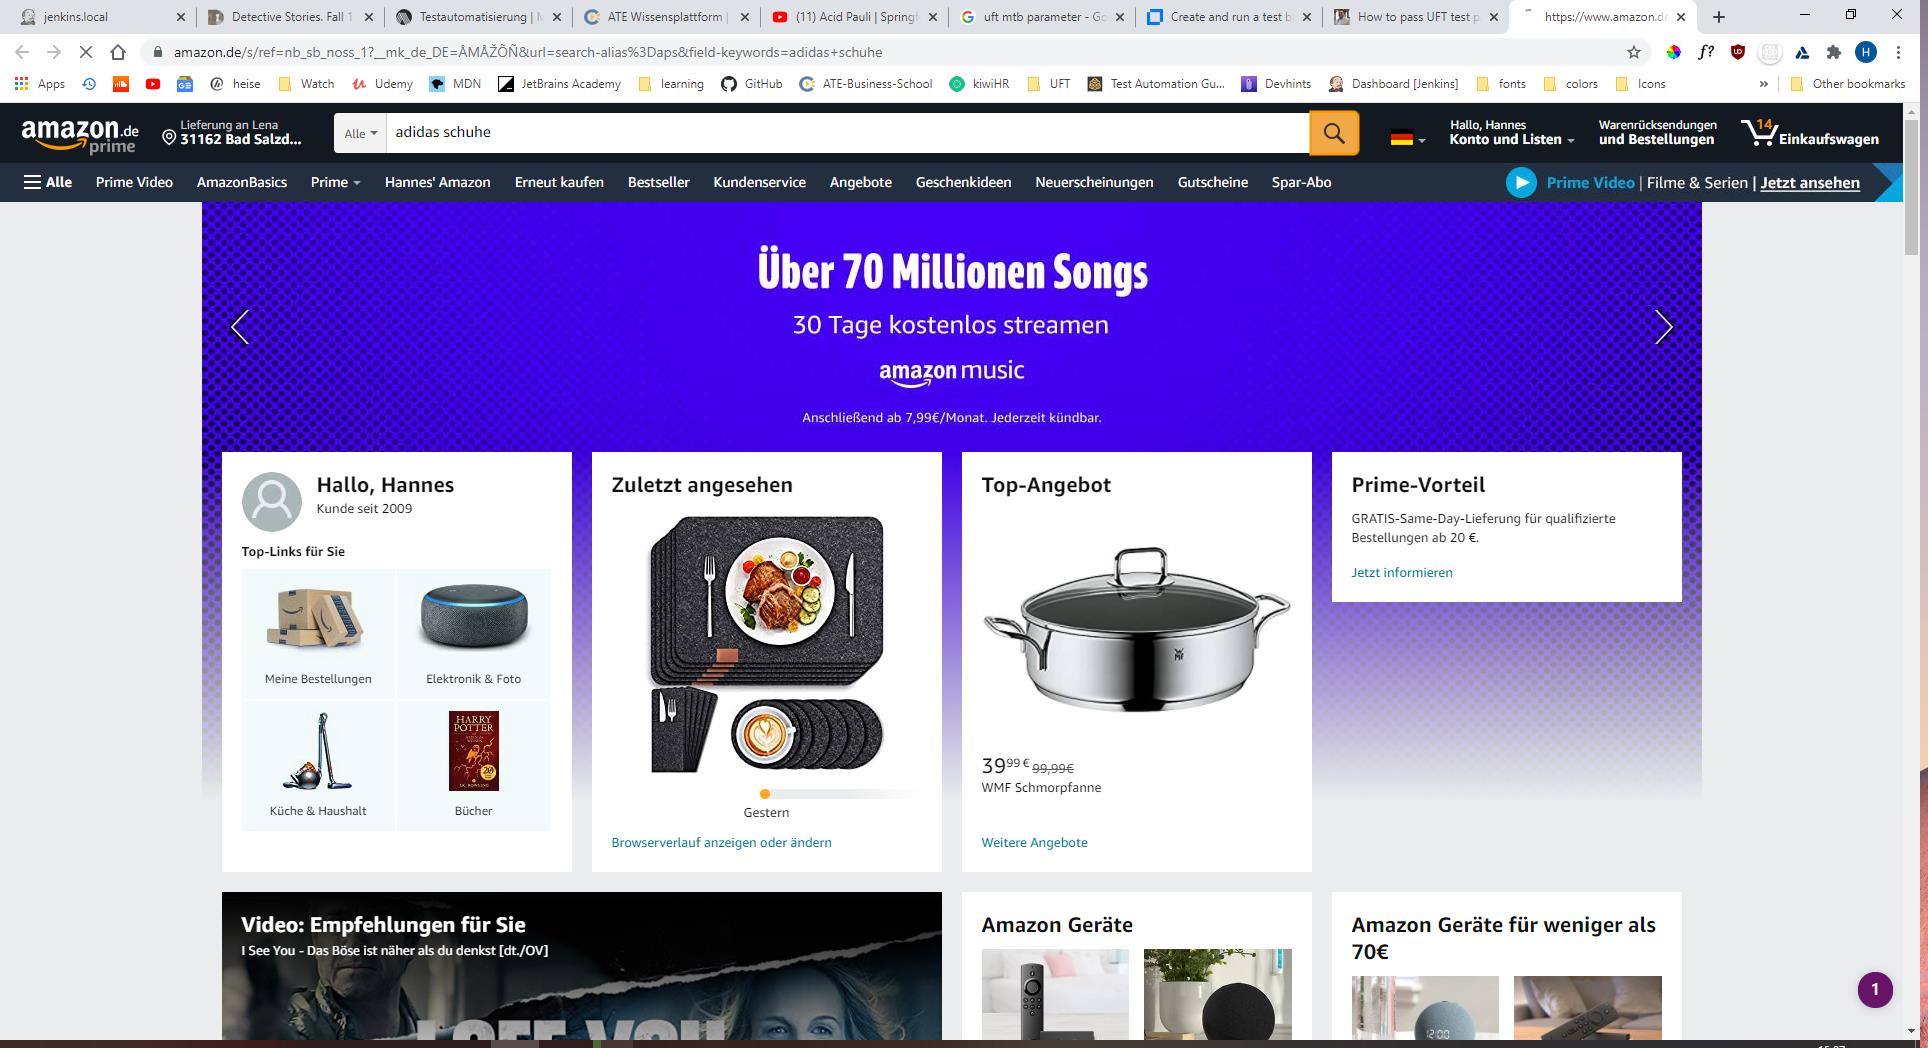 jenkins.local
Detective Stories. Fall 1
Testautomatisierung |
ATE Wissensplattform |
(11) Acid Pauli | Spring
uft mtb parameter - Go
Create and run a test b
How to pass UFT test p
https://www.amazon.de
amazon.de/s/ref=nb_sb_noss_1?__mk_de_DE=ÅMÅŽÕÑ&url=search-alias%3Daps&field-keywords=adidas+schuhe
f?
H
Apps
heise
Watch
Udemy
MDN
JetBrains Academy
learning
GitHub
ATE-Business-School
kiwiHR
UFT
Test Automation Gu...
Devhints
Dashboard [Jenkins]
fonts
colors
Icons
»
Other bookmarks
amazon.de
prime
Lieferung an Lena
31162 Bad Salzd...
Alle
adidas schuhe
Hallo, Hannes
Konto und Listen
Warenrücksendungen
und Bestellungen
14
Einkaufswagen
Alle
Prime Video
AmazonBasics
Prime
Hannes' Amazon
Erneut kaufen
Bestseller
Kundenservice
Angebote
Geschenkideen
Neuerscheinungen
Gutscheine
Spar-Abo
Prime Video | Filme & Serien | Jetzt ansehen
Über 70 Millionen Songs
30 Tage kostenlos streamen
amazon music
Anschließend ab 7,99€/Monat. Jederzeit kündbar.
Hallo, Hannes
Kunde seit 2009
Top-Links für Sie
Meine Bestellungen
Elektronik & Foto
HARRY
POTTER
Küche & Haushalt
Bücher
Zuletzt angesehen
Gestern
Browserverlauf anzeigen oder ändern
Top-Angebot
WMF
39 99 € 99,99€
WMF Schmorpfanne
Weitere Angebote
Prime-Vorteil
GRATIS-Same-Day-Lieferung für qualifizierte
Bestellungen ab 20 €.
Jetzt informieren
Video: Empfehlungen für Sie
I See You - Das Böse ist näher als du denkst [dt./OV]
I SEE YOU
Amazon Geräte
Amazon Geräte für weniger als
70€
12:00
1